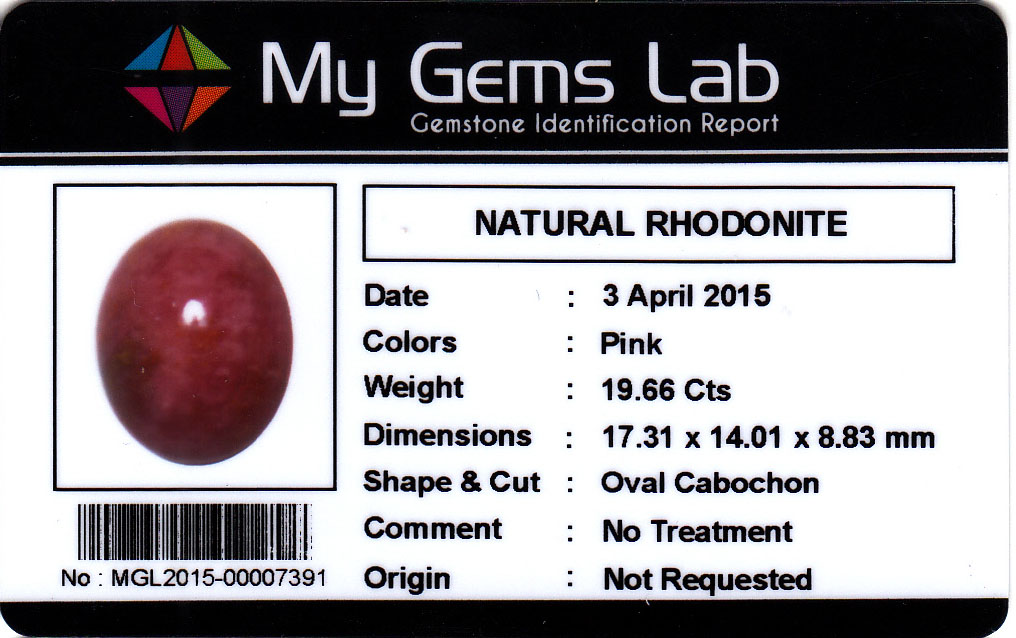 My Gems Lab
Gemstone Identification Report
NATURAL RHODONITE
Date : 3 April 2015
Colors : Pink
Weight : 19.66 Cts
Dimensions : 17.31 x 14.01 x 8.83 mm
Shape & Cut : Oval Cabochon
Comment : No Treatment
Origin : Not Requested
No : MGL2015-00007391